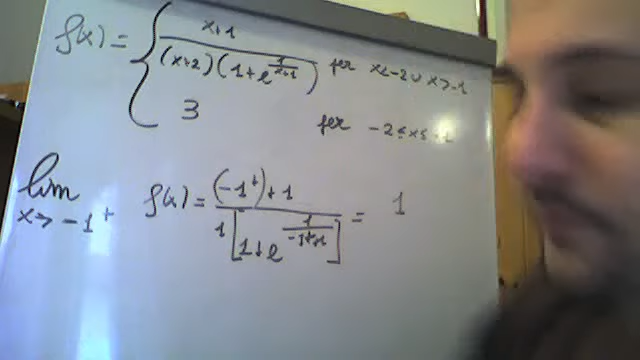 f(x) = { x+1 / (x+2)(1+e^(1/(x+1))) per x<-2 ∪ x>-1
3 per -2≤x≤-1
lim x→-1⁺ f(x) = (-1⁺)+1 / 1[1+e^(1/(-1⁺+1))] = 1